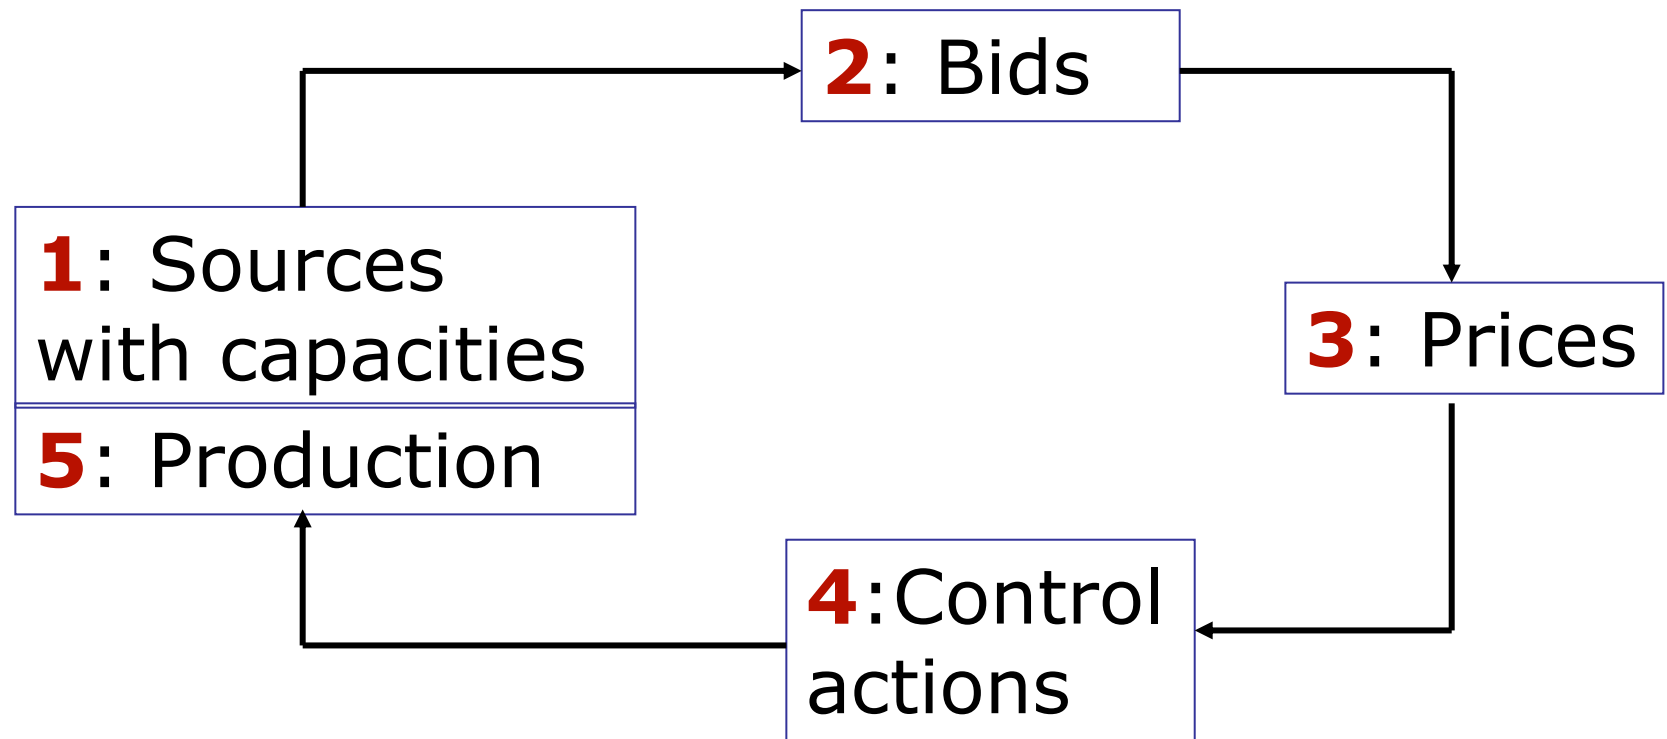 2: Bids
1: Sources
with capacities
3: Prices
5: Production
4:Control
actions